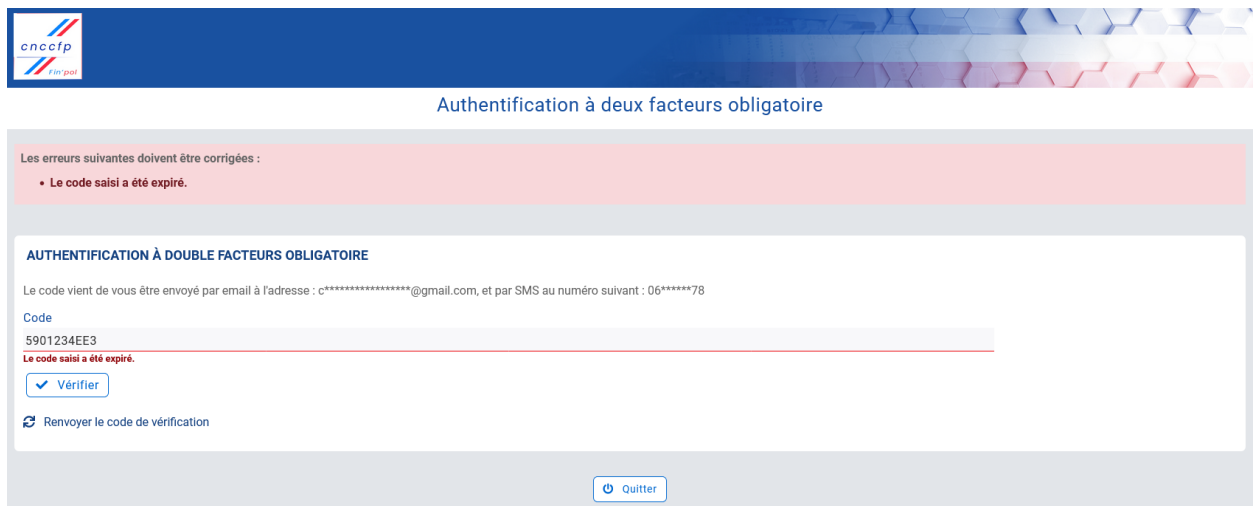 cnccfp
Fin'pol
Authentification à deux facteurs obligatoire
Les erreurs suivantes doivent être corrigées :
• Le code saisi a été expiré.
AUTHENTIFICATION À DOUBLE FACTEURS OBLIGATOIRE
Le code vient de vous être envoyé par email à l'adresse : c*****************@gmail.com, et par SMS au numéro suivant : 06******78
Code
5901234EE3
Le code saisi a été expiré.
Vérifier
Renvoyer le code de vérification
Quitter